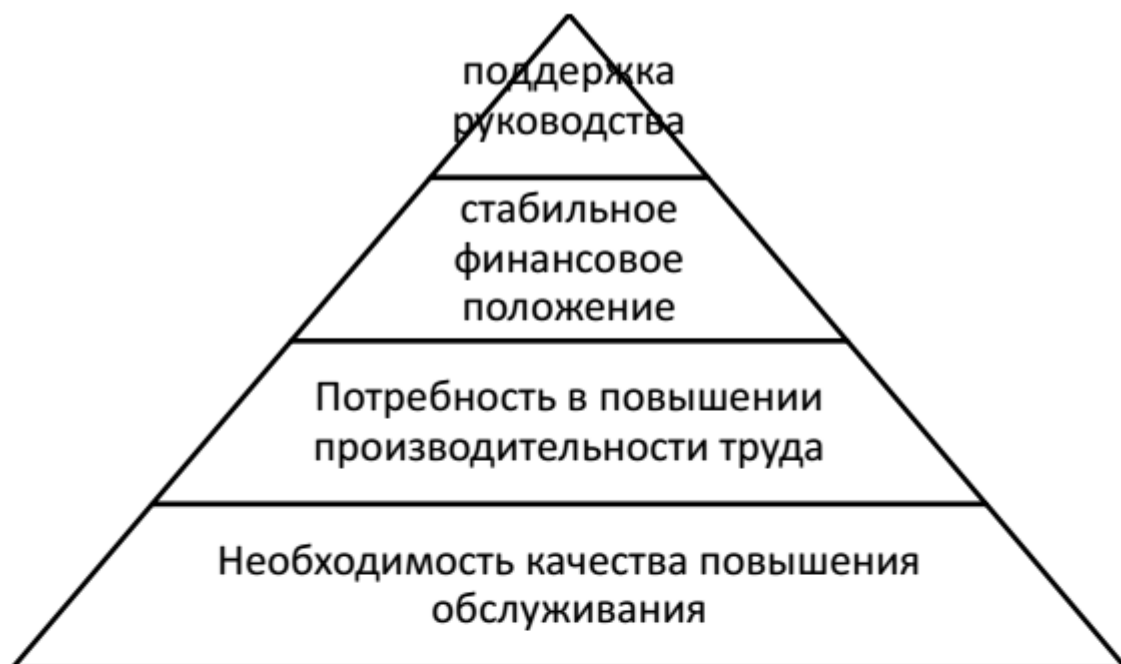 поддержка
руководства
стабильное
финансовое
положение
Потребность в повышении
производительности труда
Необходимость качества повышения
обслуживания